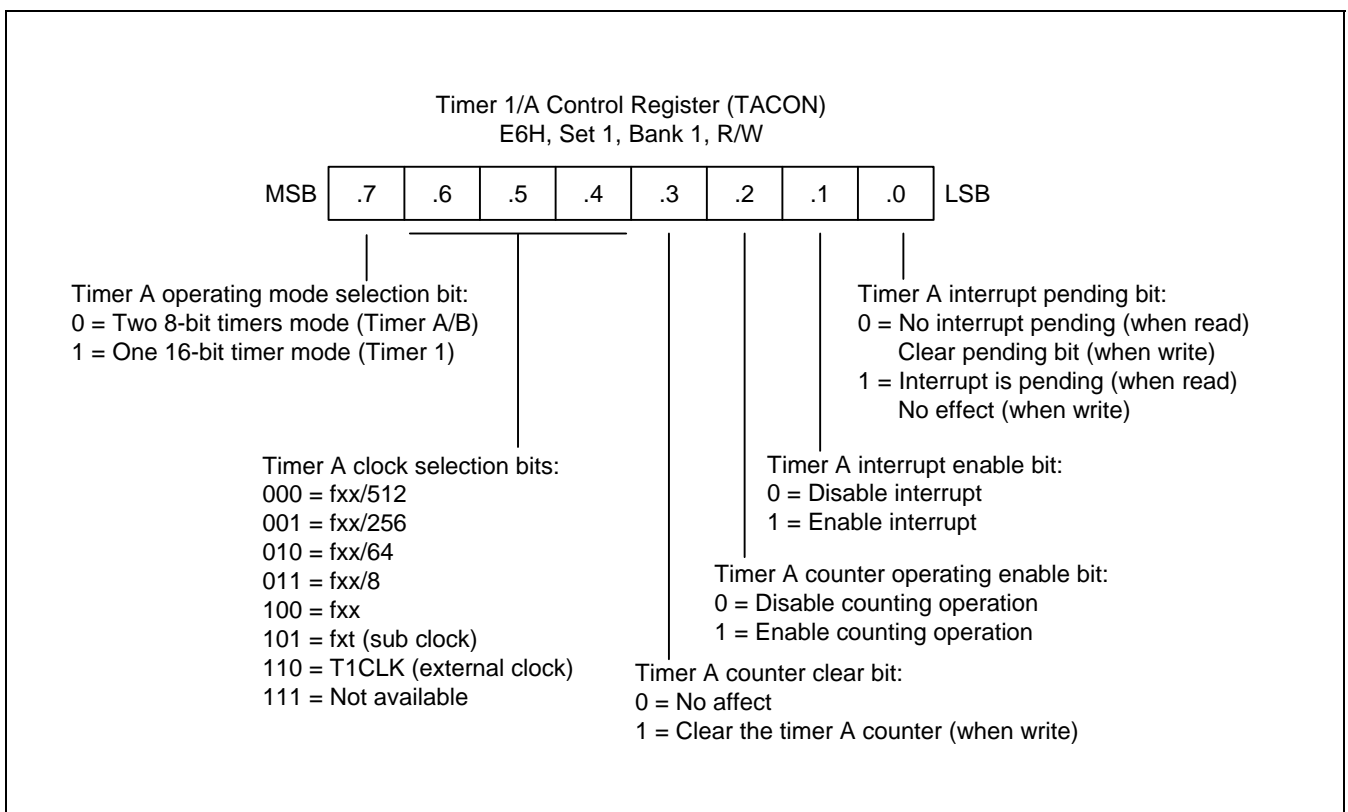 Timer 1/A Control Register (TACON)
E6H, Set 1, Bank 1, R/W
MSB .7 .6 .5 .4 .3 .2 .1 .0 LSB
Timer A operating mode selection bit:
0 = Two 8-bit timers mode (Timer A/B)
1 = One 16-bit timer mode (Timer 1)
Timer A interrupt pending bit:
0 = No interrupt pending (when read)
Clear pending bit (when write)
1 = Interrupt is pending (when read)
No effect (when write)
Timer A clock selection bits:
000 = fxx/512
001 = fxx/256
010 = fxx/64
011 = fxx/8
100 = fxx
101 = fxt (sub clock)
110 = T1CLK (external clock)
111 = Not available
Timer A interrupt enable bit:
0 = Disable interrupt
1 = Enable interrupt
Timer A counter operating enable bit:
0 = Disable counting operation
1 = Enable counting operation
Timer A counter clear bit:
0 = No affect
1 = Clear the timer A counter (when write)